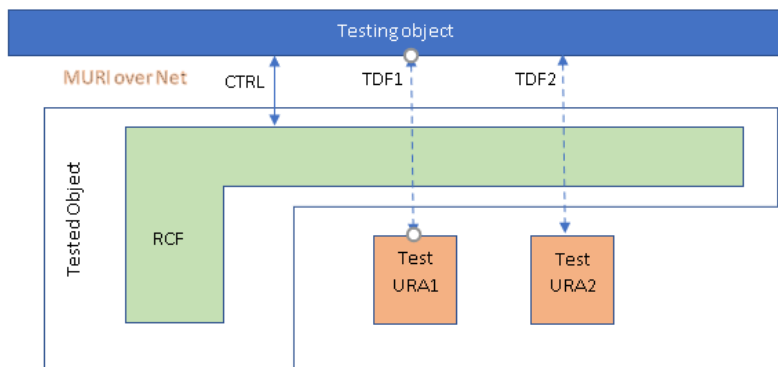 Testing object
MURI over Net
CTRL
TDF1
TDF2
Tested Object
RCF
Test
URA1
Test
URA2